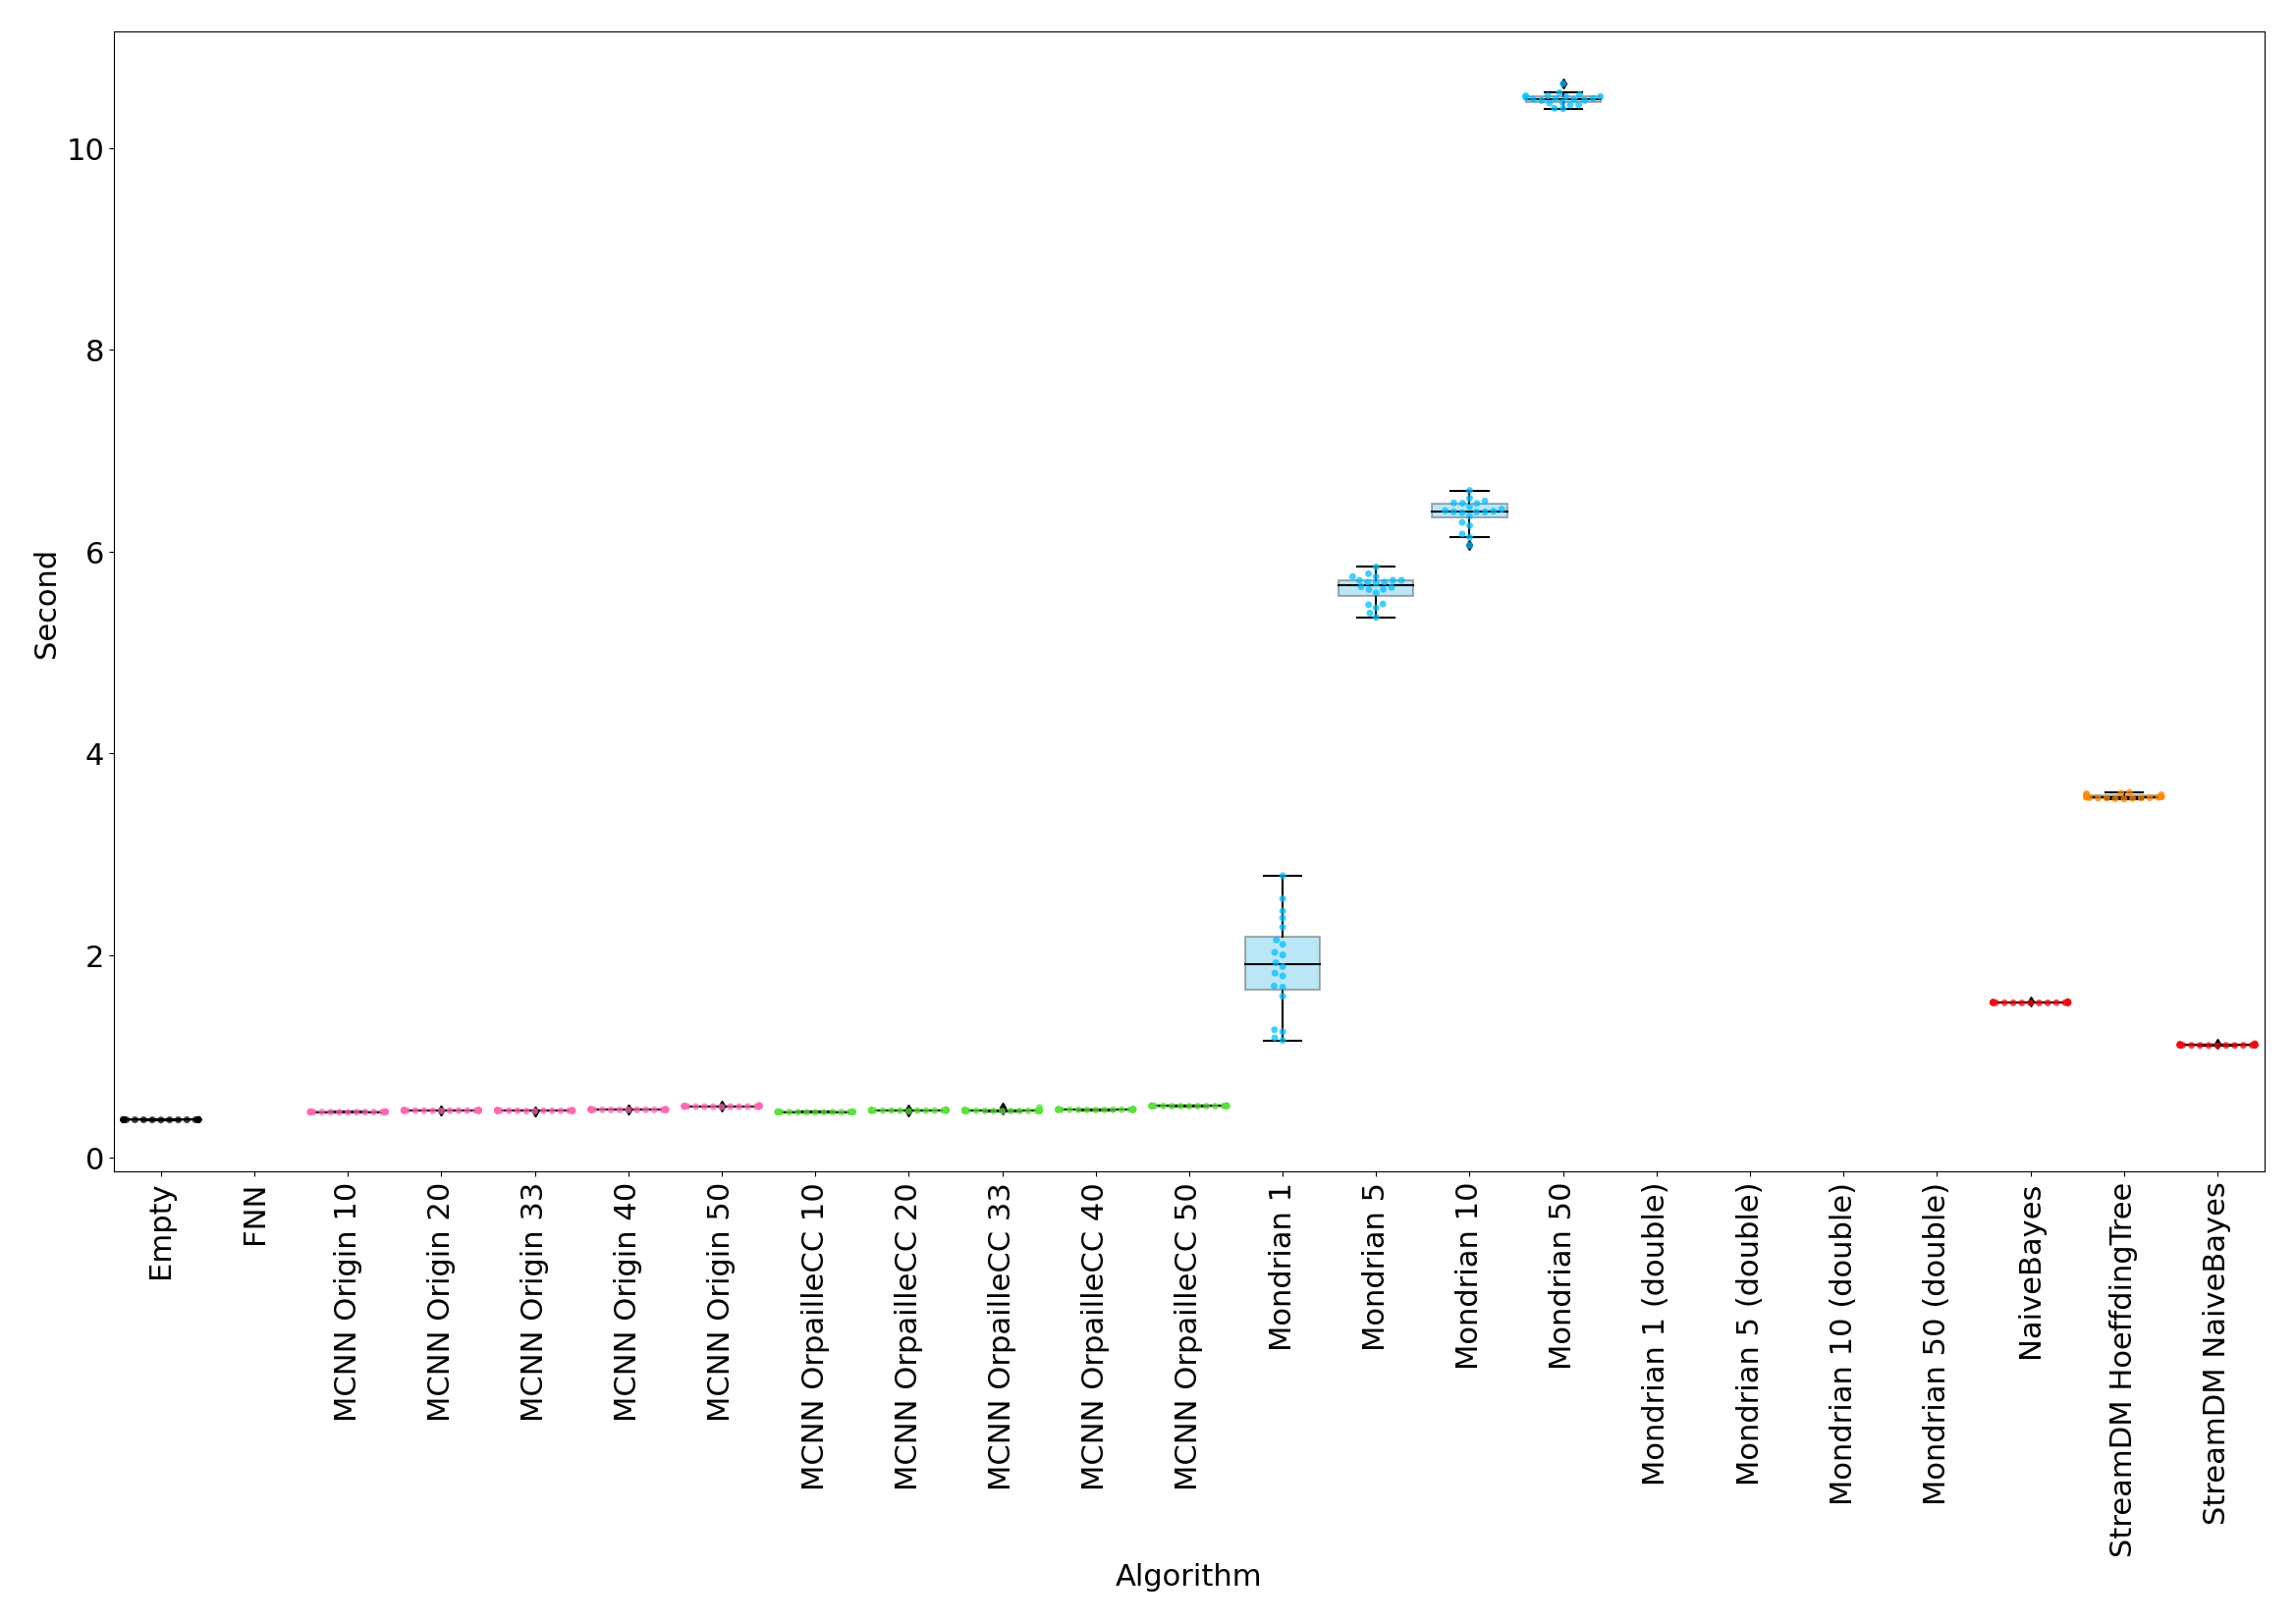 10
8
6
4
2
0
Second
Empty
FNN
MCNN Origin 10
MCNN Origin 20
MCNN Origin 33
MCNN Origin 40
MCNN Origin 50
MCNN OrpailleCC 10
MCNN OrpailleCC 20
MCNN OrpailleCC 33
MCNN OrpailleCC 40
MCNN OrpailleCC 50
Mondrian 1
Mondrian 5
Mondrian 10
Mondrian 50
Mondrian 1 (double)
Mondrian 5 (double)
Mondrian 10 (double)
Mondrian 50 (double)
NaiveBayes
StreamDM HoeffdingTree
StreamDM NaiveBayes
Algorithm